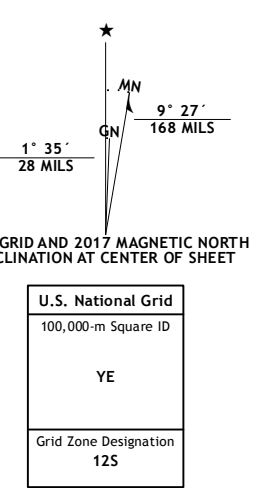 ★
MN
GN
9° 27´
168 MILS
1° 35´
28 MILS
GRID AND 2017 MAGNETIC NORTH
CLINATION AT CENTER OF SHEET
U.S. National Grid
100,000-m Square ID
YE
Grid Zone Designation
12S